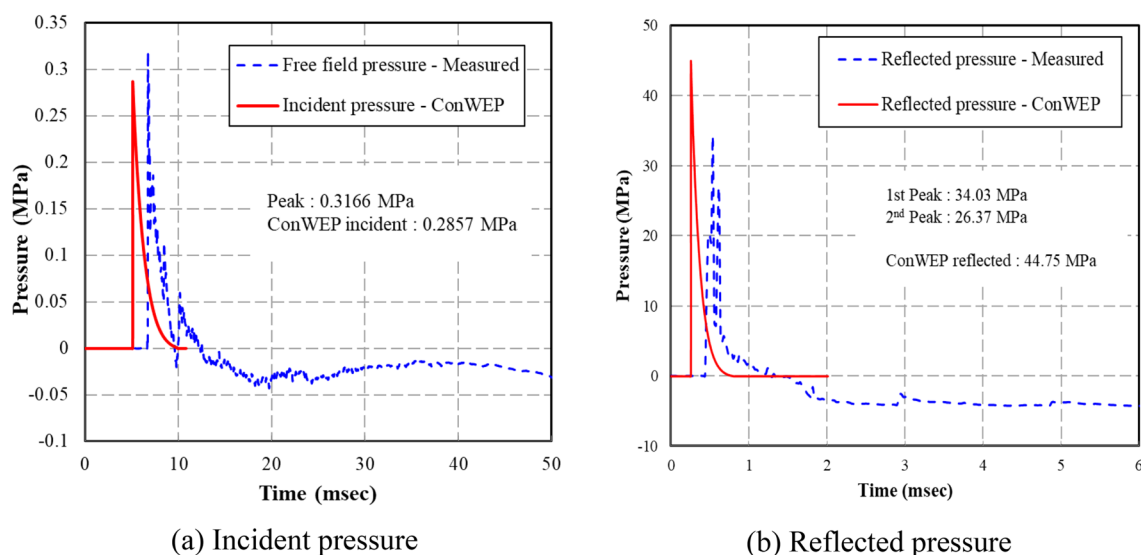 0.35
0.3
0.25
0.2
0.15
0.1
0.05
0
-0.05
-0.1
Pressure (MPa)
Free field pressure - Measured
Incident pressure - ConWEP
Peak : 0.3166 MPa
ConWEP incident : 0.2857 MPa
0 10 20 30 40 50
Time (msec)
(a) Incident pressure
50
40
30
20
10
0
-10
Pressure (MPa)
Reflected pressure - Measured
Reflected pressure - ConWEP
1st Peak : 34.03 MPa
2nd Peak : 26.37 MPa
ConWEP reflected : 44.75 MPa
0 1 2 3 4 5 6
Time (msec)
(b) Reflected pressure